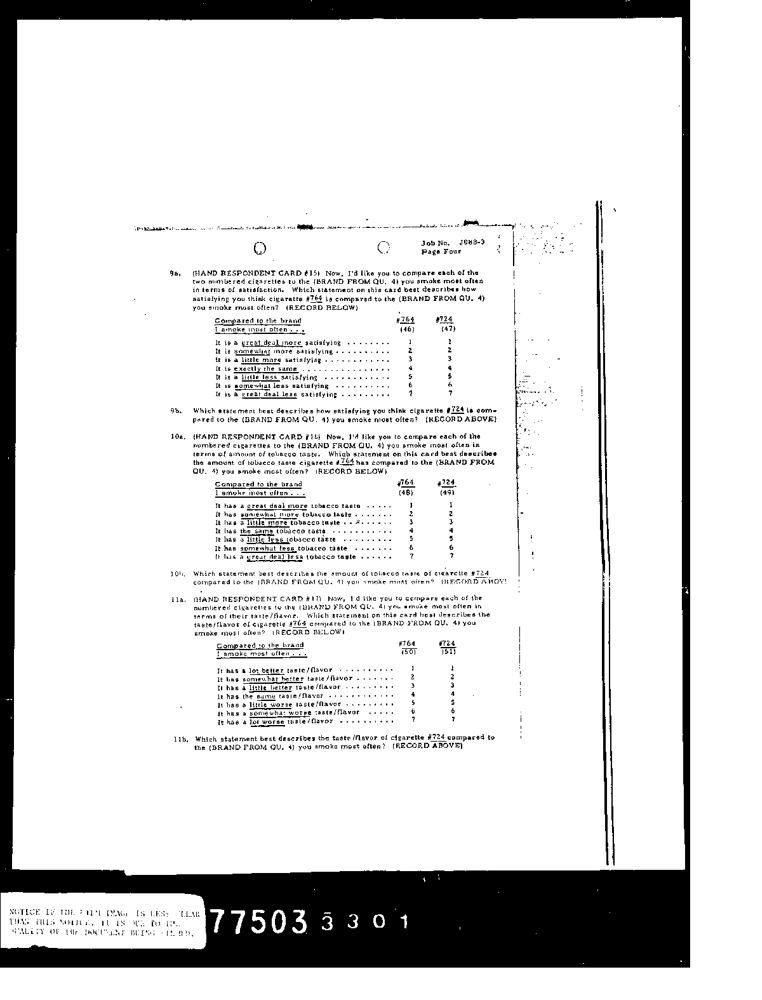 Job No. J088-3
Page Four
9a. (HAND RESPONDENT CARD #15) Now, I'd like you to compare each of the
two numbered cigarettes to the (BRAND FROM QU. 4) you smoke most often
in terms of satisfaction. Which statement on this card best describes how
satisfying you think cigarette #764 is compared to the (BRAND FROM QU. 4)
you smoke most often? (RECORD BELOW)
Compared to the brand #764 #724
I smoke most often . . . (46) (47)
It is a great deal more satisfying . . . . . . . . 1 1
It is somewhat more satisfying . . . . . . . . . . 2 2
It is a little more satisfying . . . . . . . . . . . . 3 3
It is exactly the same . . . . . . . . . . . . . . . . 4 4
It is a little less satisfying . . . . . . . . . . . . 5 5
It is somewhat less satisfying . . . . . . . . . . 6 6
It is a great deal less satisfying . . . . . . . . . 7 7
9b. Which statement best describes how satisfying you think cigarette #724 is com-
pared to the (BRAND FROM QU. 4) you smoke most often? (RECORD ABOVE)
10a. (HAND RESPONDENT CARD #16) Now, I'd like you to compare each of the
numbered cigarettes to the (BRAND FROM QU. 4) you smoke most often in
terms of amount of tobacco taste. Which statement on this card best describes
the amount of tobacco taste cigarette #764 has compared to the (BRAND FROM
QU. 4) you smoke most often? (RECORD BELOW)
Compared to the brand #764 #724
I smoke most often . . . (48) (49)
It has a great deal more tobacco taste . . . . . 1 1
It has somewhat more tobacco taste . . . . . . . 2 2
It has a little more tobacco taste . . . . . . . . 3 3
It has the same tobacco taste . . . . . . . . . . . 4 4
It has a little less tobacco taste . . . . . . . . . 5 5
It has somewhat less tobacco taste . . . . . . . 6 6
It has a great deal less tobacco taste . . . . . . 7 7
10b. Which statement best describes the amount of tobacco taste of cigarette #724
compared to the (BRAND FROM QU. 4) you smoke most often? (RECORD ABOV
11a. (HAND RESPONDENT CARD #17) Now, I'd like you to compare each of the
numbered cigarettes to the (BRAND FROM QU. 4) you smoke most often in
terms of their taste/flavor. Which statement on this card best describes the
taste/flavor of cigarette #764 compared to the (BRAND FROM QU. 4) you
smoke most often? (RECORD BELOW)
Compared to the brand #764 #724
I smoke most often . . . (50) (51)
It has a lot better taste/flavor . . . . . . . . . . 1 1
It has somewhat better taste/flavor . . . . . . . 2 2
It has a little better taste/flavor . . . . . . . . . 3 3
It has the same taste/flavor . . . . . . . . . . . . 4 4
It has a little worse taste/flavor . . . . . . . . . 5 5
It has a somewhat worse taste/flavor . . . . . 6 6
It has a lot worse taste/flavor . . . . . . . . . . 7 7
11b. Which statement best describes the taste/flavor of cigarette #724 compared to
the (BRAND FROM QU. 4) you smoke most often? (RECORD ABOVE)
NOTICE IF THE FILM IMAGE IS LESS CLEAR
THAN THIS NOTICE, IT IS DUE TO THE
QUALITY OF THE DOCUMENT BEING FILMED.
77503 3301